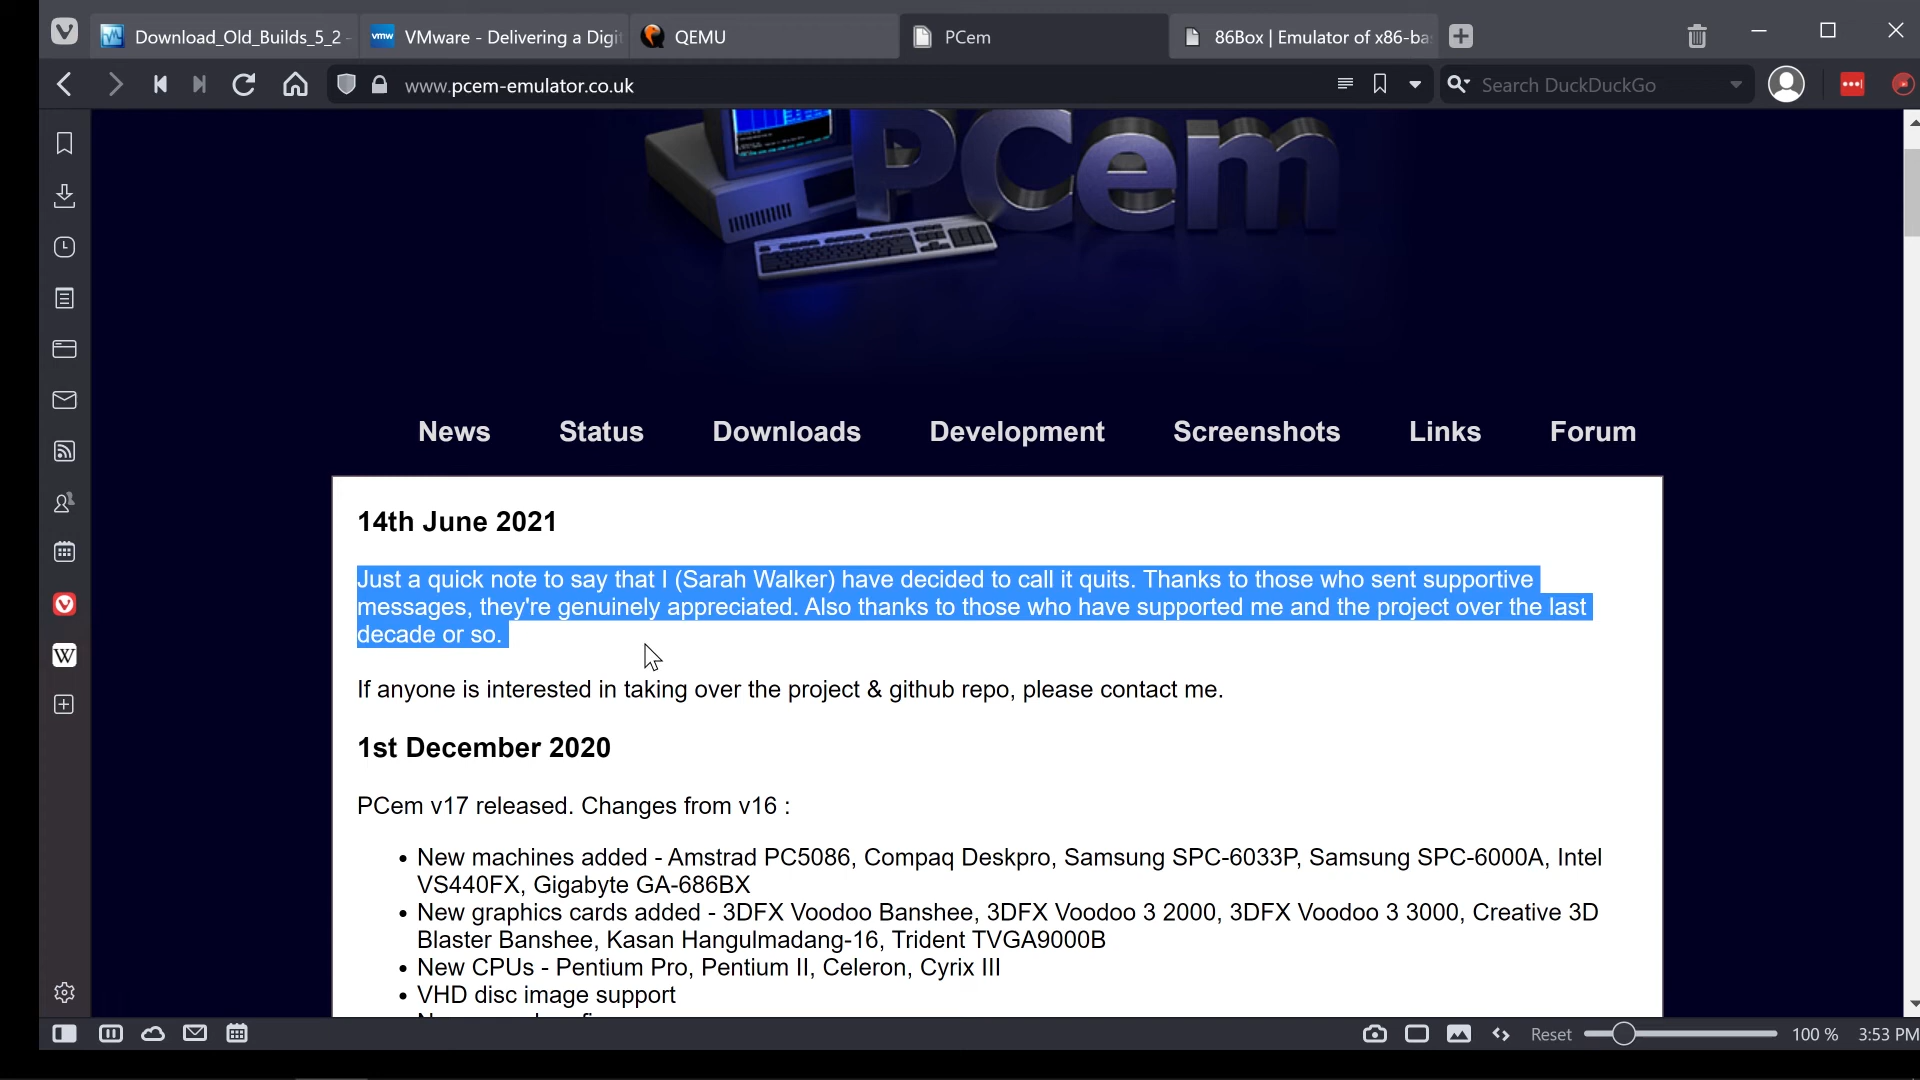 Download_Old_Builds_5_2 -
VMware - Delivering a Digit
QEMU
PCem
86Box | Emulator of x86-ba
www.pcem-emulator.co.uk
Search DuckDuckGo
PCem
News Status Downloads Development Screenshots Links Forum
14th June 2021
Just a quick note to say that I (Sarah Walker) have decided to call it quits. Thanks to those who sent supportive
messages, they're genuinely appreciated. Also thanks to those who have supported me and the project over the last
decade or so.
If anyone is interested in taking over the project & github repo, please contact me.
1st December 2020
PCem v17 released. Changes from v16 :
• New machines added - Amstrad PC5086, Compaq Deskpro, Samsung SPC-6033P, Samsung SPC-6000A, Intel
VS440FX, Gigabyte GA-686BX
• New graphics cards added - 3DFX Voodoo Banshee, 3DFX Voodoo 3 2000, 3DFX Voodoo 3 3000, Creative 3D
Blaster Banshee, Kasan Hangulmadang-16, Trident TVGA9000B
• New CPUs - Pentium Pro, Pentium II, Celeron, Cyrix III
• VHD disc image support
Reset 100 % 3:53 PM